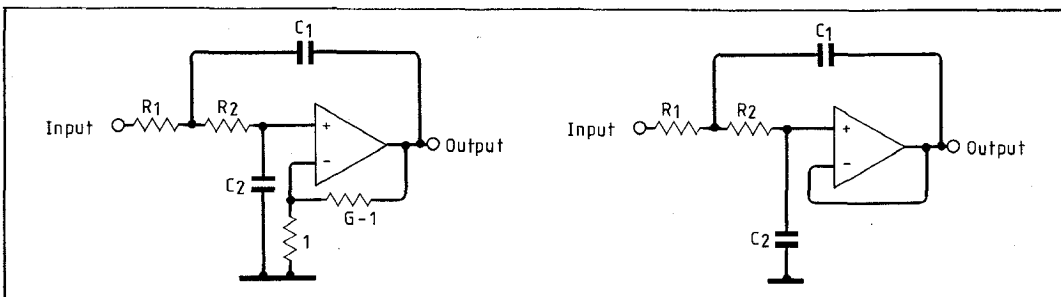 C1
R1
R2
Input
+
-
Output
C2
G-1
1
C1
R1
R2
Input
+
-
Output
C2